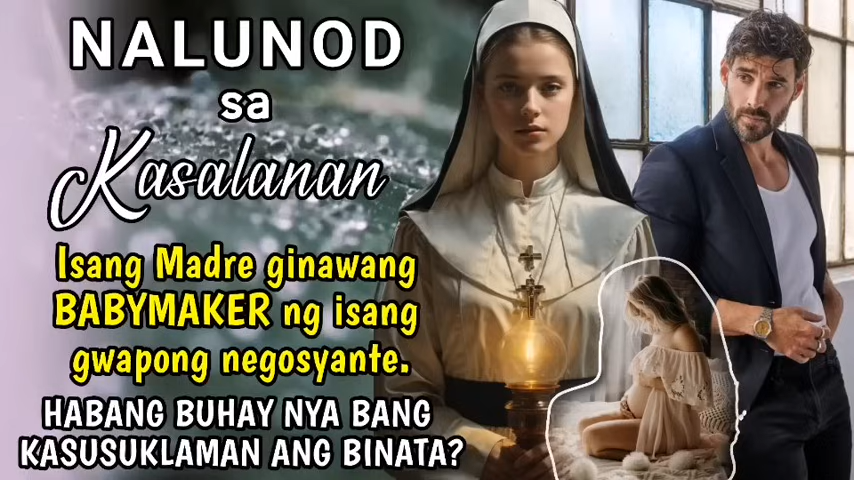 NALUNOD
sa
Kasalanan
Isang Madre ginawang
BABYMAKER ng isang
gwapong negosyante.
HABANG BUHAY NYA BANG
KASUSUKLAMAN ANG BINATA?